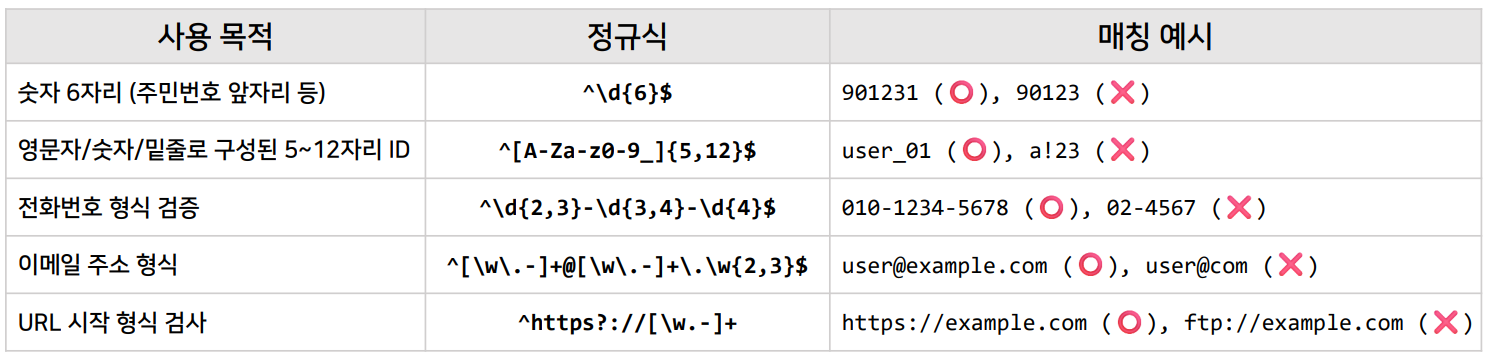 사용 목적 정규식 매칭 예시
숫자 6자리 (주민번호 앞자리 등) ^\d{6}$ 901231 (⭕), 90123 (❌)
영문자/숫자/밑줄로 구성된 5~12자리 ID ^[A-Za-z0-9_]{5,12}$ user_01 (⭕), a!23 (❌)
전화번호 형식 검증 ^\d{2,3}-\d{3,4}-\d{4}$ 010-1234-5678 (⭕), 02-4567 (❌)
이메일 주소 형식 ^[\w\.-]+@[\w\.-]+\.\w{2,3}$ user@example.com (⭕), user@com (❌)
URL 시작 형식 검사 ^https?://[\w.-]+ https://example.com (⭕), ftp://example.com (❌)